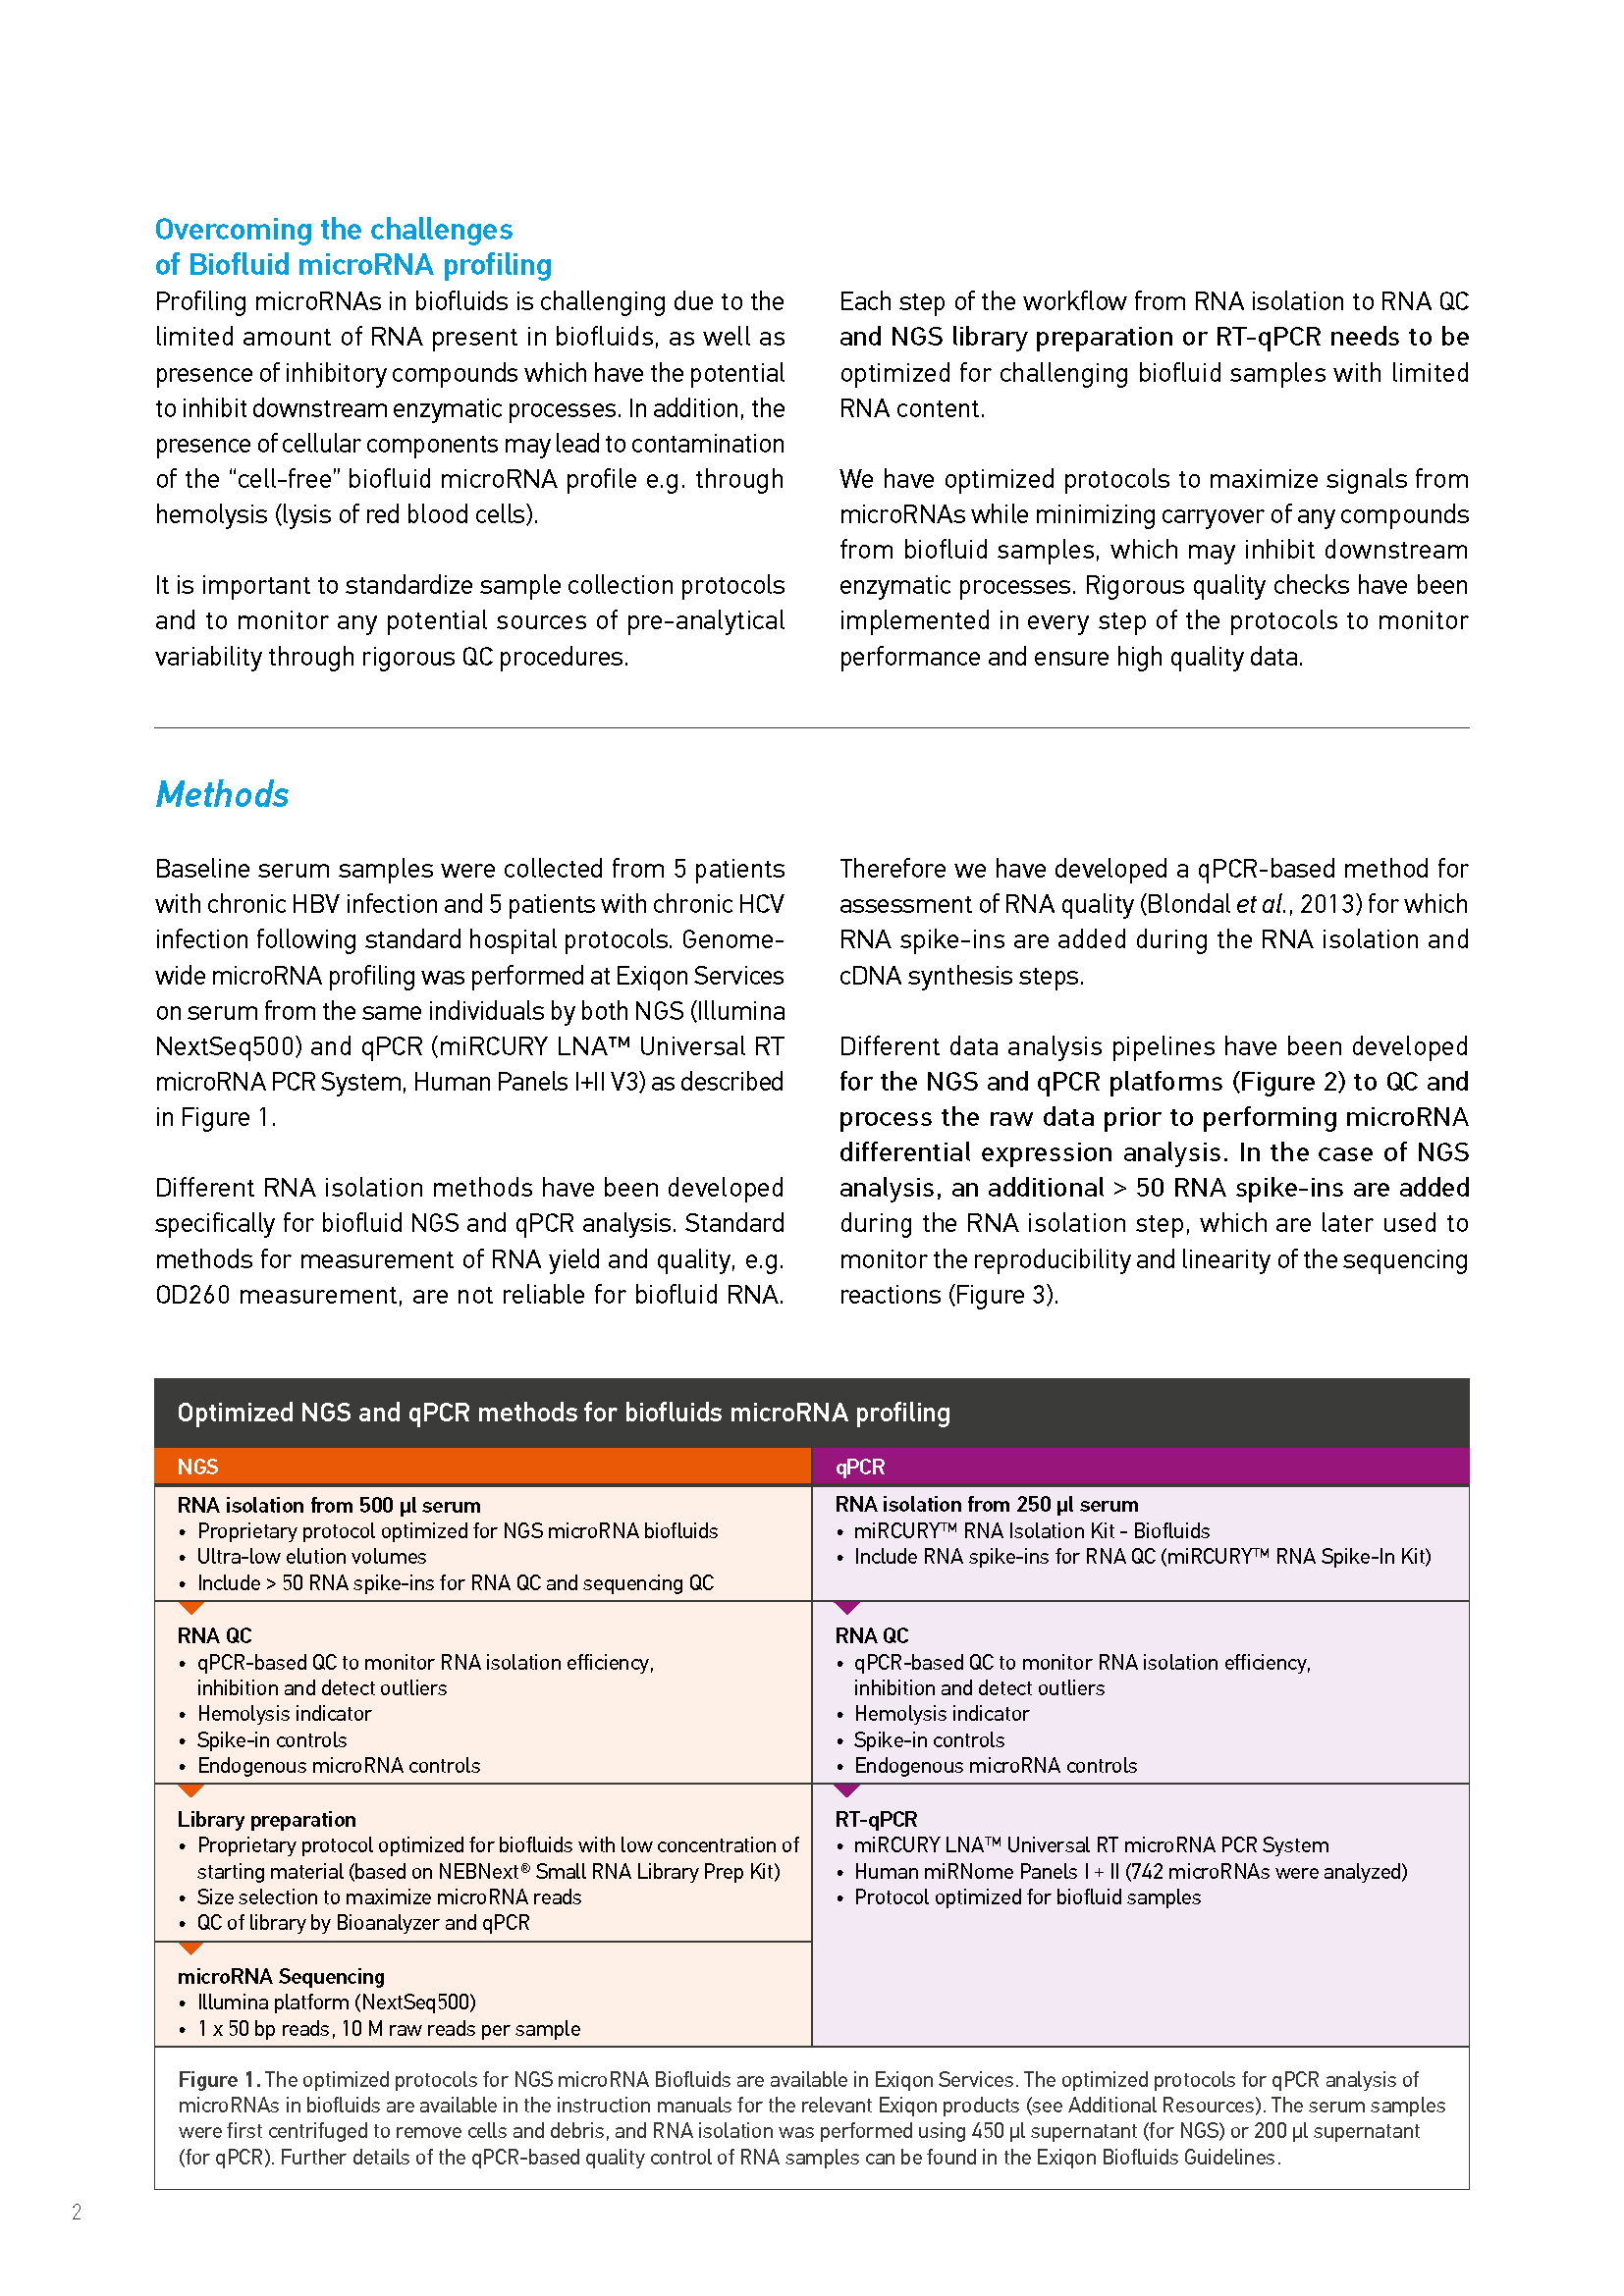 Overcoming the challenges
of Biofluid microRNA profiling
Profiling microRNAs in biofluids is challenging due to the
limited amount of RNA present in biofluids, as well as
presence of inhibitory compounds which have the potential
to inhibit downstream enzymatic processes. In addition, the
presence of cellular components may lead to contamination
of the “cell-free” biofluid microRNA profile e.g. through
hemolysis (lysis of red blood cells).
It is important to standardize sample collection protocols
and to monitor any potential sources of pre-analytical
variability through rigorous QC procedures.
Each step of the workflow from RNA isolation to RNA QC
and NGS library preparation or RT-qPCR needs to be
optimized for challenging biofluid samples with limited
RNA content.
We have optimized protocols to maximize signals from
microRNAs while minimizing carryover of any compounds
from biofluid samples, which may inhibit downstream
enzymatic processes. Rigorous quality checks have been
implemented in every step of the protocols to monitor
performance and ensure high quality data.
Methods
Baseline serum samples were collected from 5 patients
with chronic HBV infection and 5 patients with chronic HCV
infection following standard hospital protocols. Genome-
wide microRNA profiling was performed at Exiqon Services
on serum from the same individuals by both NGS (Illumina
NextSeq500) and qPCR (miRCURY LNA™ Universal RT
microRNA PCR System, Human Panels I+II V3) as described
in Figure 1.
Different RNA isolation methods have been developed
specifically for biofluid NGS and qPCR analysis. Standard
methods for measurement of RNA yield and quality, e.g.
OD260 measurement, are not reliable for biofluid RNA.
Therefore we have developed a qPCR-based method for
assessment of RNA quality (Blondal et al., 2013) for which
RNA spike-ins are added during the RNA isolation and
cDNA synthesis steps.
Different data analysis pipelines have been developed
for the NGS and qPCR platforms (Figure 2) to QC and
process the raw data prior to performing microRNA
differential expression analysis. In the case of NGS
analysis, an additional > 50 RNA spike-ins are added
during the RNA isolation step, which are later used to
monitor the reproducibility and linearity of the sequencing
reactions (Figure 3).
Optimized NGS and qPCR methods for biofluids microRNA profiling
NGS
RNA isolation from 500 µl serum
• Proprietary protocol optimized for NGS microRNA biofluids
• Ultra-low elution volumes
• Include > 50 RNA spike-ins for RNA QC and sequencing QC
RNA QC
• qPCR-based QC to monitor RNA isolation efficiency,
inhibition and detect outliers
• Hemolysis indicator
• Spike-in controls
• Endogenous microRNA controls
Library preparation
• Proprietary protocol optimized for biofluids with low concentration of
starting material (based on NEBNext® Small RNA Library Prep Kit)
• Size selection to maximize microRNA reads
• QC of library by Bioanalyzer and qPCR
microRNA Sequencing
• Illumina platform (NextSeq500)
• 1 x 50 bp reads, 10 M raw reads per sample
qPCR
RNA isolation from 250 µl serum
• miRCURY™ RNA Isolation Kit - Biofluids
• Include RNA spike-ins for RNA QC (miRCURY™ RNA Spike-In Kit)
RNA QC
• qPCR-based QC to monitor RNA isolation efficiency,
inhibition and detect outliers
• Hemolysis indicator
• Spike-in controls
• Endogenous microRNA controls
RT-qPCR
• miRCURY LNA™ Universal RT microRNA PCR System
• Human miRNome Panels I + II (742 microRNAs were analyzed)
• Protocol optimized for biofluid samples
Figure 1. The optimized protocols for NGS microRNA Biofluids are available in Exiqon Services. The optimized protocols for qPCR analysis of
microRNAs in biofluids are available in the instruction manuals for the relevant Exiqon products (see Additional Resources). The serum samples
were first centrifuged to remove cells and debris, and RNA isolation was performed using 450 µl supernatant (for NGS) or 200 µl supernatant
(for qPCR). Further details of the qPCR-based quality control of RNA samples can be found in the Exiqon Biofluids Guidelines.
2